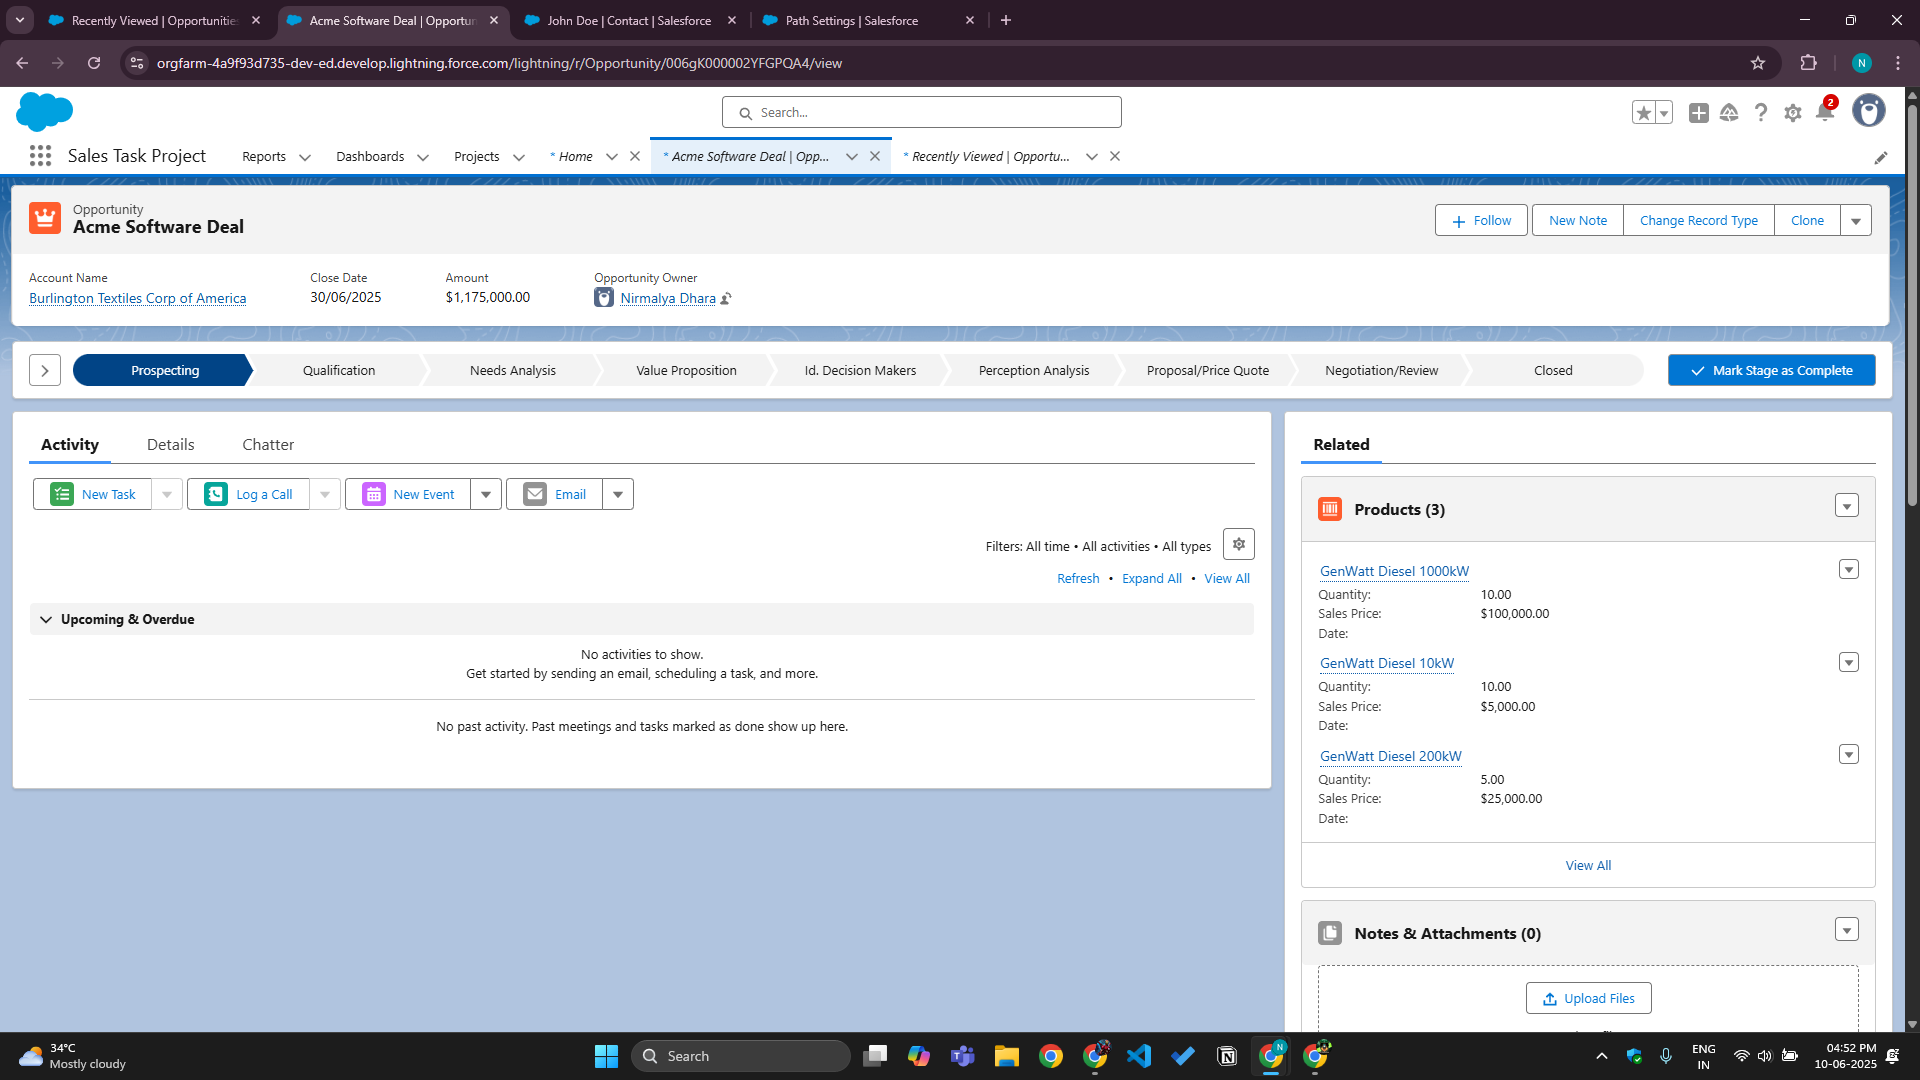 Recently Viewed | Opportunities
Acme Software Deal | Opportun
John Doe | Contact | Salesforce
Path Settings | Salesforce
orgfarm-4a9f93d735-dev-ed.develop.lightning.force.com/lightning/r/Opportunity/006gK000002YFGPQA4/view
N
Search...
2
Sales Task Project
Reports
Dashboards
Projects
* Home
* Acme Software Deal | Opp...
* Recently Viewed | Opportu...
Opportunity
Acme Software Deal
Follow
New Note
Change Record Type
Clone
Account Name
Close Date
Amount
Opportunity Owner
Burlington Textiles Corp of America
30/06/2025
$1,175,000.00
Nirmalya Dhara
Prospecting
Qualification
Needs Analysis
Value Proposition
Id. Decision Makers
Perception Analysis
Proposal/Price Quote
Negotiation/Review
Closed
Mark Stage as Complete
Activity
Details
Chatter
New Task
Log a Call
New Event
Email
Filters: All time • All activities • All types
Refresh • Expand All • View All
Upcoming & Overdue
No activities to show.
Get started by sending an email, scheduling a task, and more.
No past activity. Past meetings and tasks marked as done show up here.
Related
Products (3)
GenWatt Diesel 1000kW
Quantity: 10.00
Sales Price: $100,000.00
Date:
GenWatt Diesel 10kW
Quantity: 10.00
Sales Price: $5,000.00
Date:
GenWatt Diesel 200kW
Quantity: 5.00
Sales Price: $25,000.00
Date:
View All
Notes & Attachments (0)
Upload Files
34°C
Mostly cloudy
Search
N
ENG
IN
04:52 PM
10-06-2025